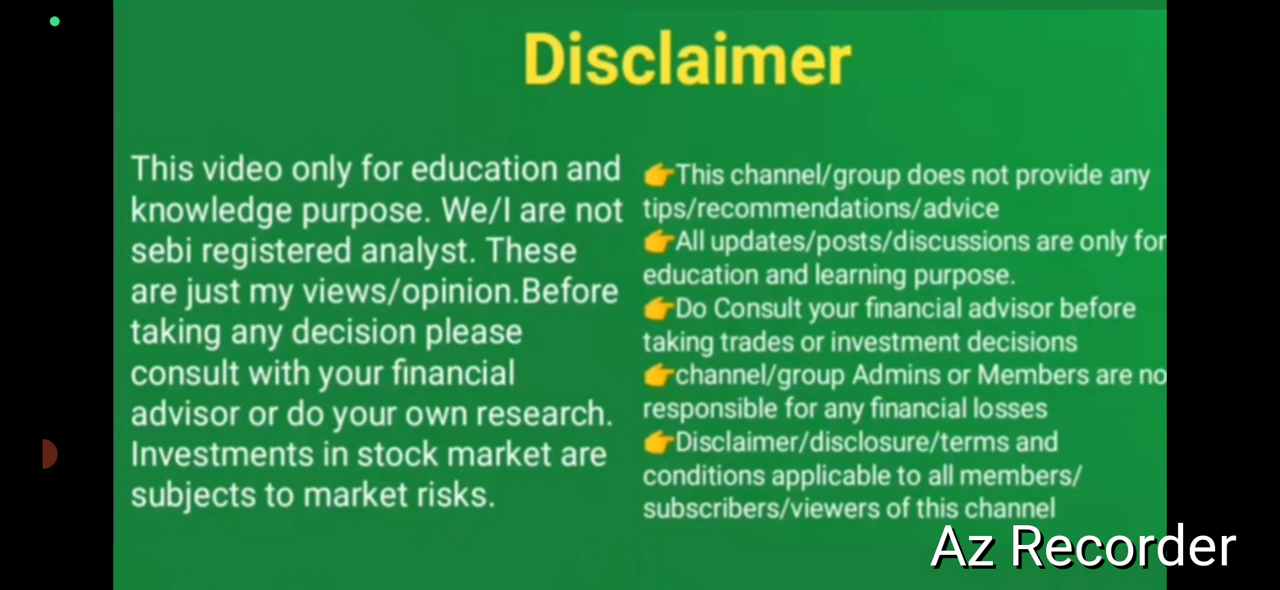 Disclaimer
This video only for education and
knowledge purpose. We/I are not
sebi registered analyst. These
are just my views/opinion.Before
taking any decision please
consult with your financial
advisor or do your own research.
Investments in stock market are
subjects to market risks.
👉This channel/group does not provide any
tips/recommendations/advice
👉All updates/posts/discussions are only for
education and learning purpose.
👉Do Consult your financial advisor before
taking trades or investment decisions
👉channel/group Admins or Members are no
responsible for any financial losses
👉Disclaimer/disclosure/terms and
conditions applicable to all members/
subscribers/viewers of this channel
Az Recorder